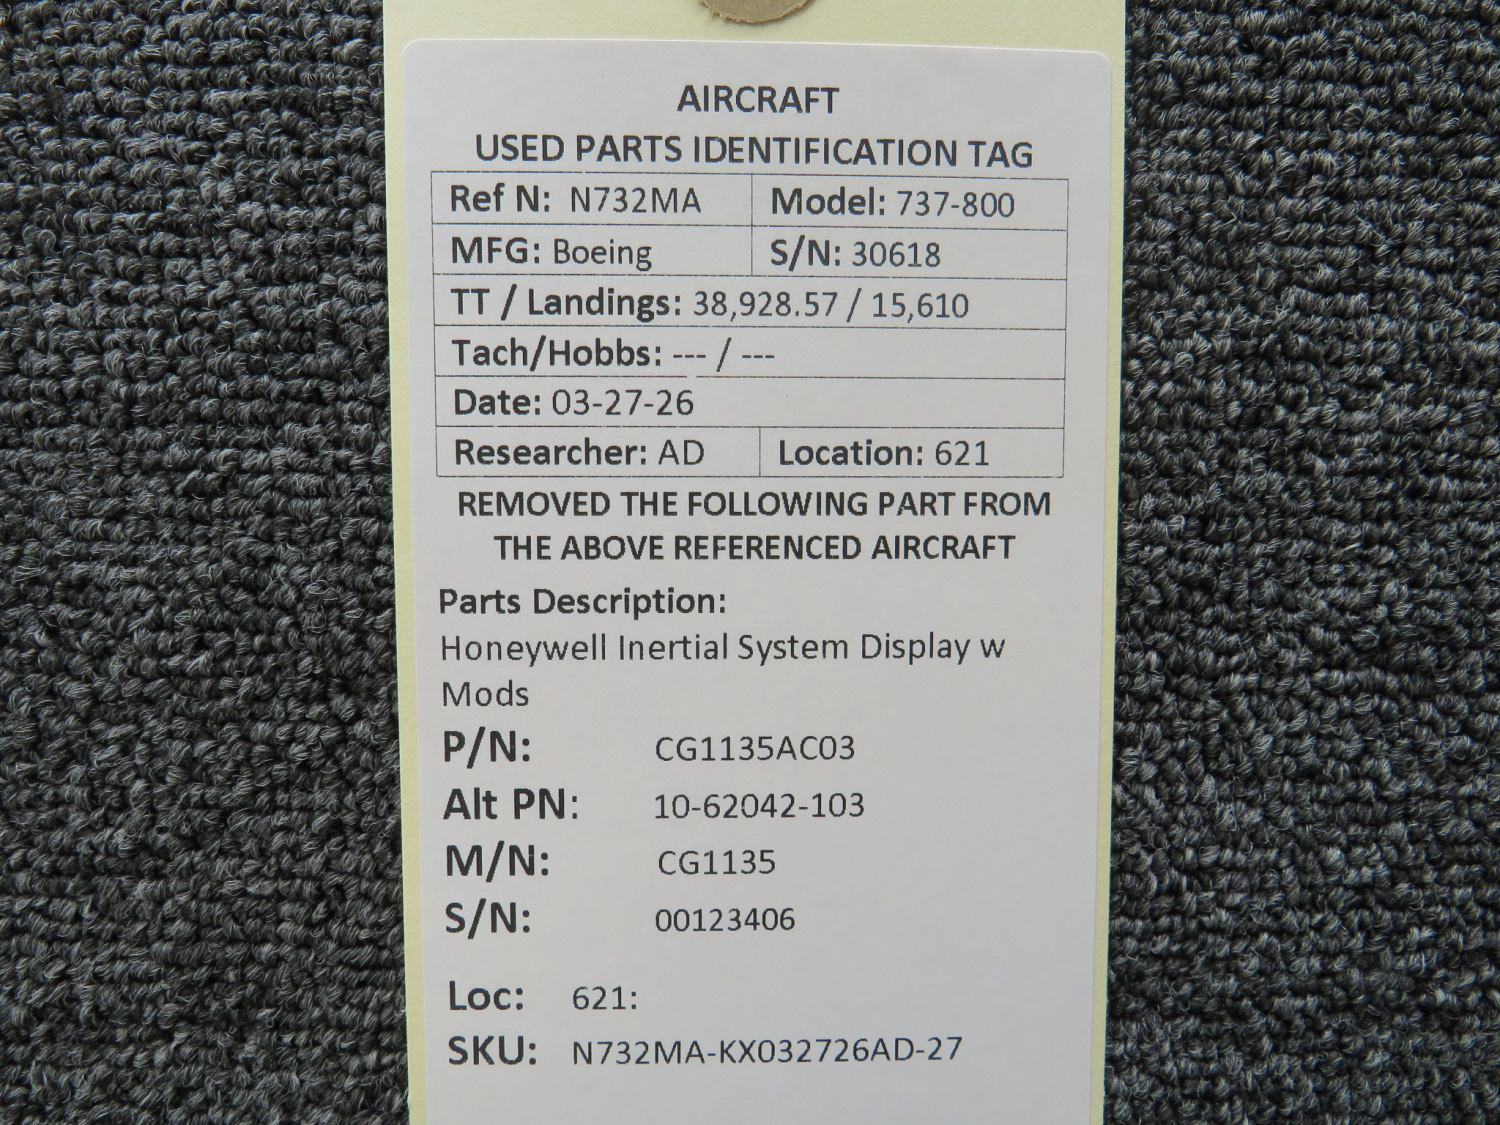 AIRCRAFT
USED PARTS IDENTIFICATION TAG
Ref N: N732MA Model: 737-800
MFG: Boeing S/N: 30618
TT / Landings: 38,928.57 / 15,610
Tach/Hobbs: --- / ---
Date: 03-27-26
Researcher: AD Location: 621
REMOVED THE FOLLOWING PART FROM
THE ABOVE REFERENCED AIRCRAFT
Parts Description:
Honeywell Inertial System Display w
Mods
P/N: CG1135AC03
Alt PN: 10-62042-103
M/N: CG1135
S/N: 00123406
Loc: 621:
SKU: N732MA-KX032726AD-27